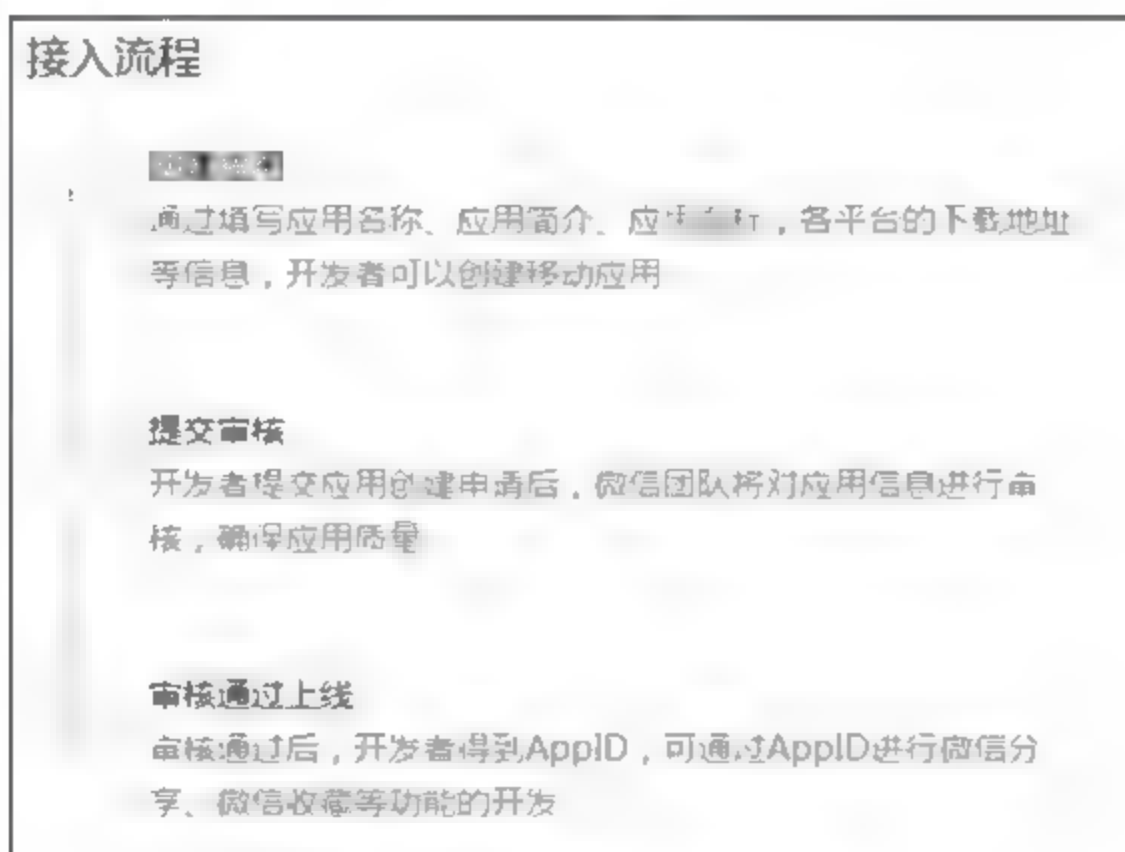 接入流程
通过填写应用名称、应用简介、应，各平台的下载地址
等信息，开发者可以创建移动应用
提交审核
开发者提交应用创建申请后，微信团队将对应用信息进行审
核，确保应用质量
审核通过上线
审核通过后，开发者得到AppID，可通过AppID进行微信分
享、微信收藏等功能的开发